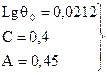 Lgθ₀ = 0,0212
C = 0,4
A = 0,45